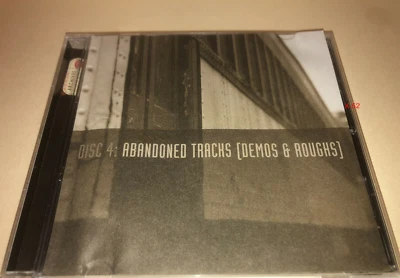 DISC 4: ABANDONED TRACKS [DEMOS & ROUGHS]